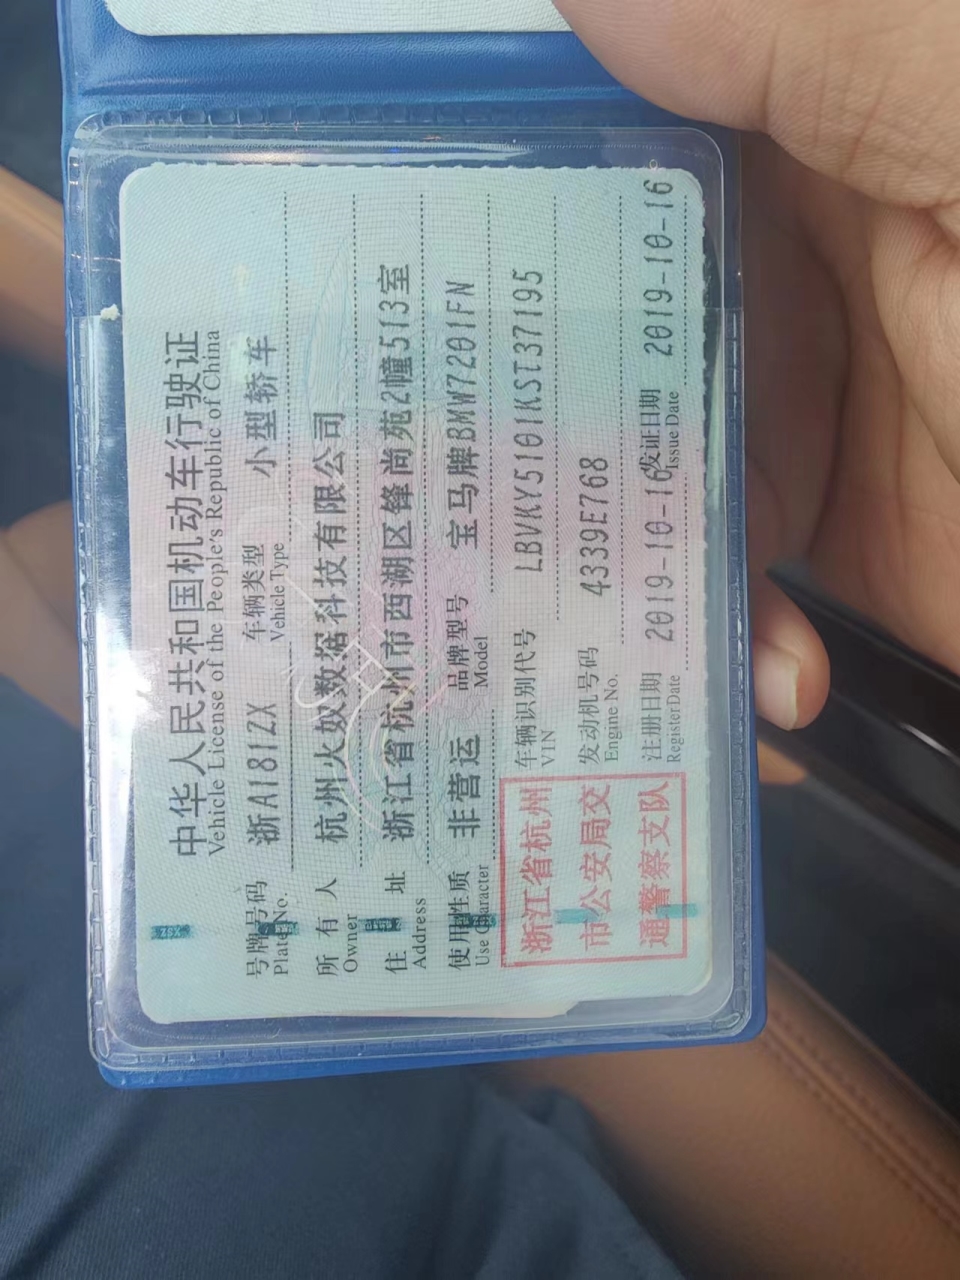 中华人民共和国机动车行驶证
Vehicle License of the People's Republic of China
号牌号码 浙A181ZX 车辆类型 小型轿车
Plate No. Vehicle Type
所有人 杭州火奴数据科技有限公司
Owner
住址 浙江省杭州市西湖区锋尚苑2幢513室
Address
使用性质 非营运 品牌型号 宝马牌BMW7201FN
Use Character Model
浙江省杭州
市公安局交
通警察支队
车辆识别代号 LBVKY5101KST37195
VIN
发动机号码 4339E768
Engine No.
注册日期 2019-10-16 发证日期 2019-10-16
Register Date Issue Date